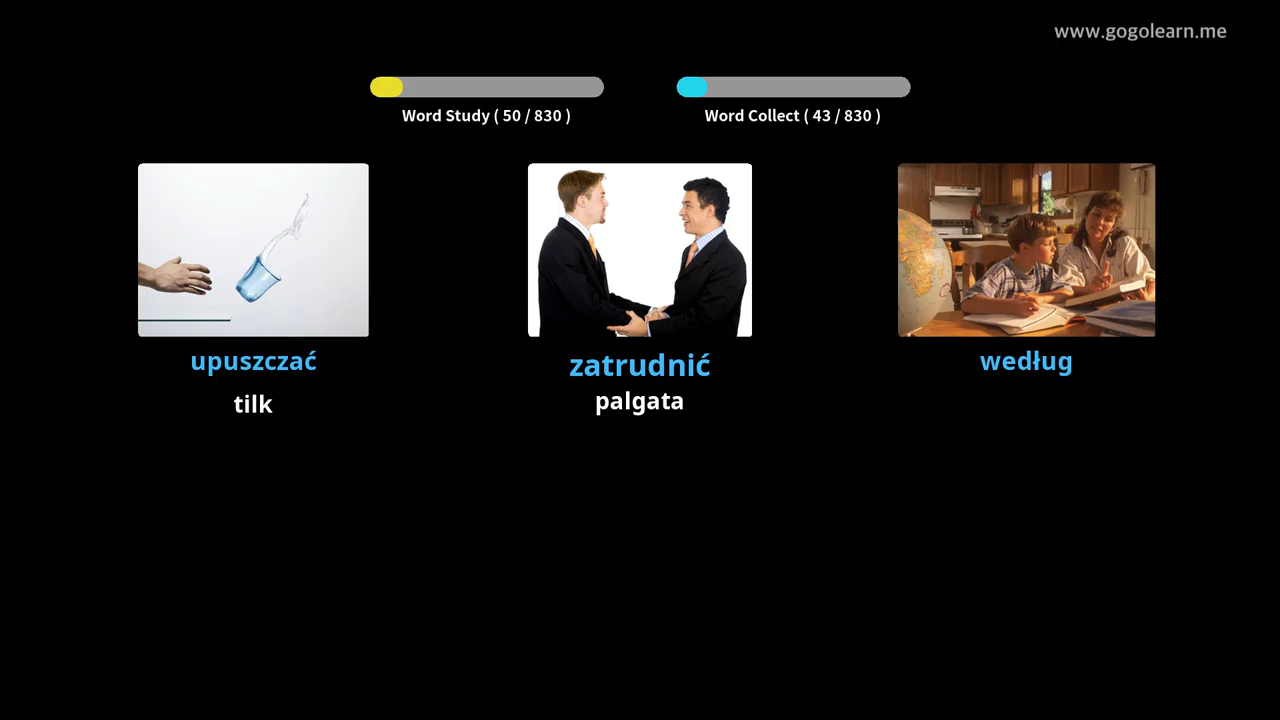 www.gogolearn.me
Word Study ( 50 / 830 )
Word Collect ( 43 / 830 )
upuszczać
zatrudnić
według
tilk
palgata